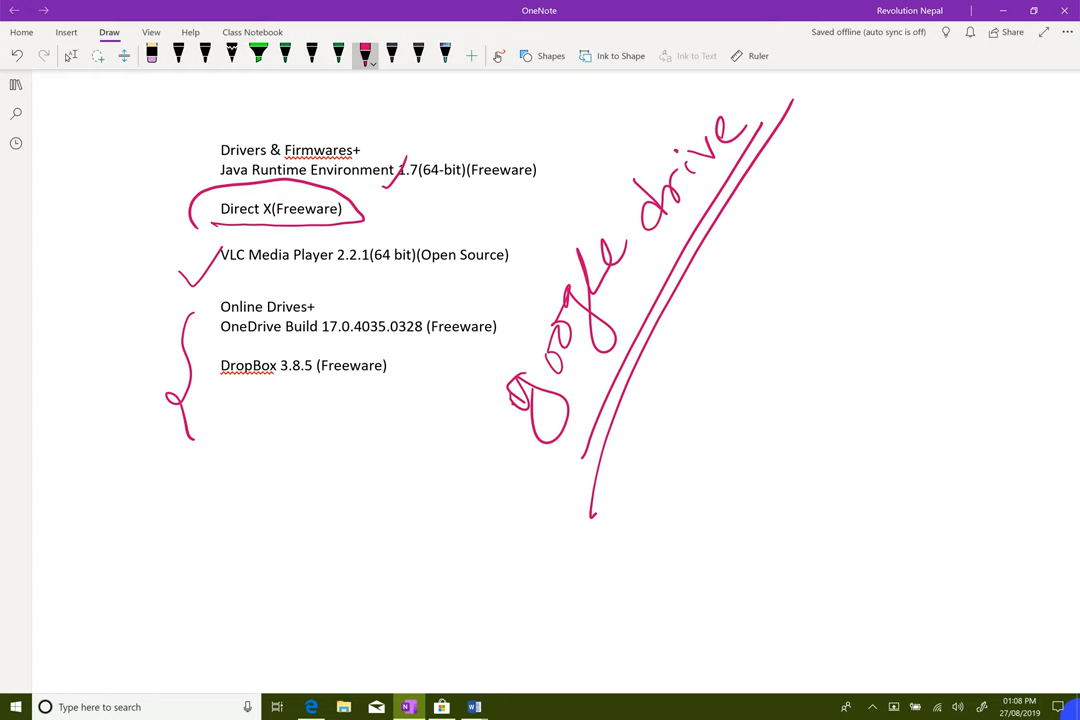 OneNote
Revolution Nepal
Home Insert Draw View Help Class Notebook
Saved offline (auto sync is off)
Share
Shapes
Ink to Shape
Ink to Text
Ruler
Drivers & Firmwares+
Java Runtime Environment 1.7(64-bit)(Freeware)
Direct X(Freeware)
VLC Media Player 2.2.1(64 bit)(Open Source)
Online Drives+
OneDrive Build 17.0.4035.0328 (Freeware)
DropBox 3.8.5 (Freeware)
google drive
Type here to search
01:08 PM
27/08/2019